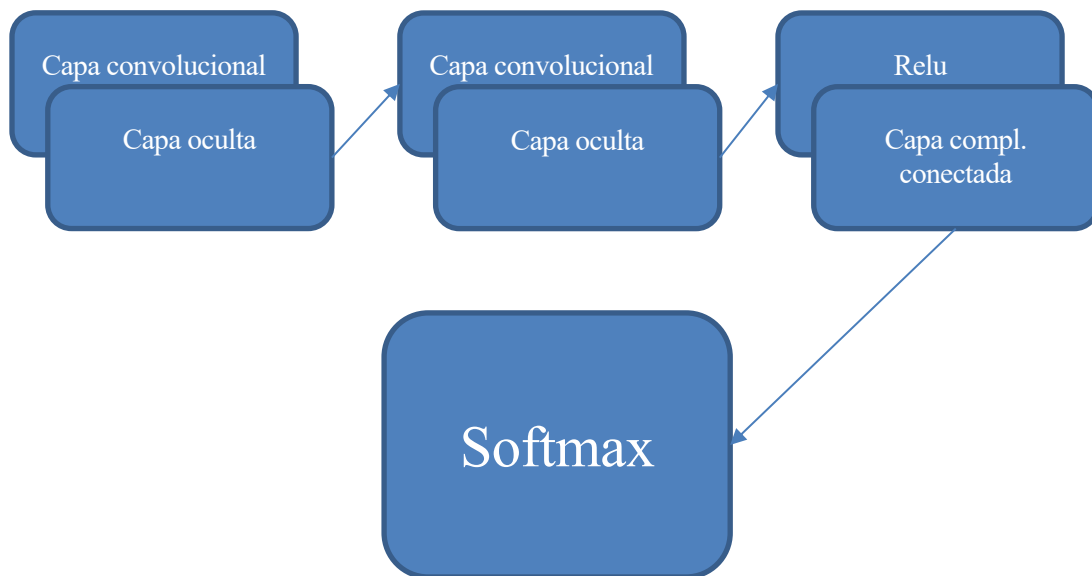 Capa convolucional
Capa oculta
Capa convolucional
Capa oculta
Relu
Capa compl.
conectada
Softmax